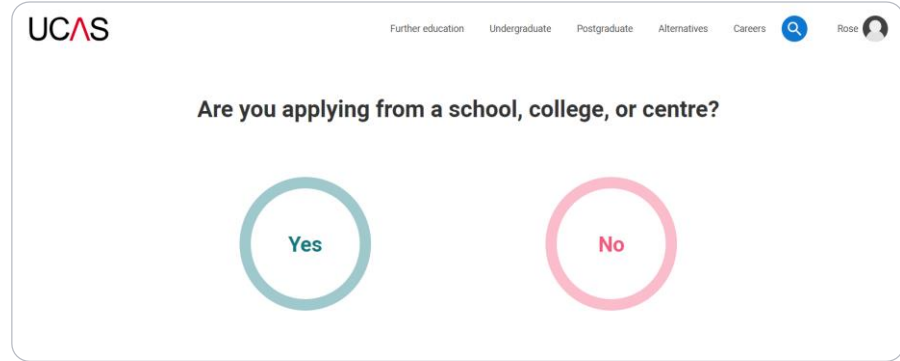 UCAS
Further education Undergraduate Postgraduate Alternatives Careers Rose
Are you applying from a school, college, or centre?
Yes No